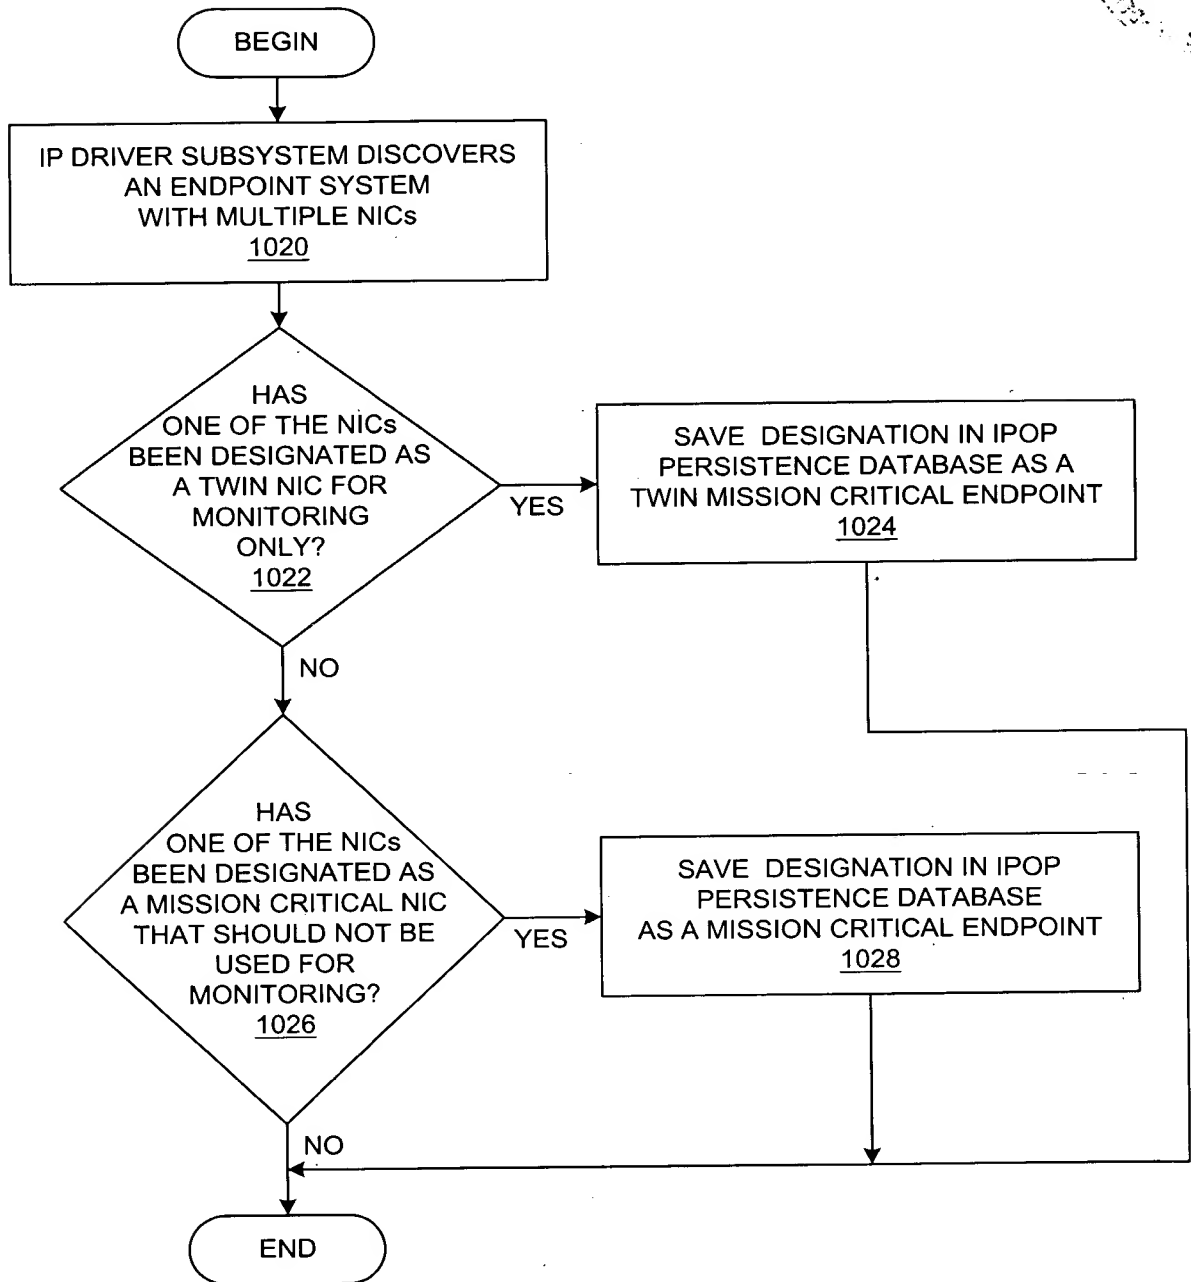 BEGIN
IP DRIVER SUBSYSTEM DISCOVERS
AN ENDPOINT SYSTEM
WITH MULTIPLE NICs
1020
HAS
ONE OF THE NICs
BEEN DESIGNATED AS
A TWIN NIC FOR
MONITORING
ONLY?
1022
YES
SAVE DESIGNATION IN IPOP
PERSISTENCE DATABASE AS A
TWIN MISSION CRITICAL ENDPOINT
1024
NO
HAS
ONE OF THE NICs
BEEN DESIGNATED AS
A MISSION CRITICAL NIC
THAT SHOULD NOT BE
USED FOR
MONITORING?
1026
YES
SAVE DESIGNATION IN IPOP
PERSISTENCE DATABASE
AS A MISSION CRITICAL ENDPOINT
1028
NO
END